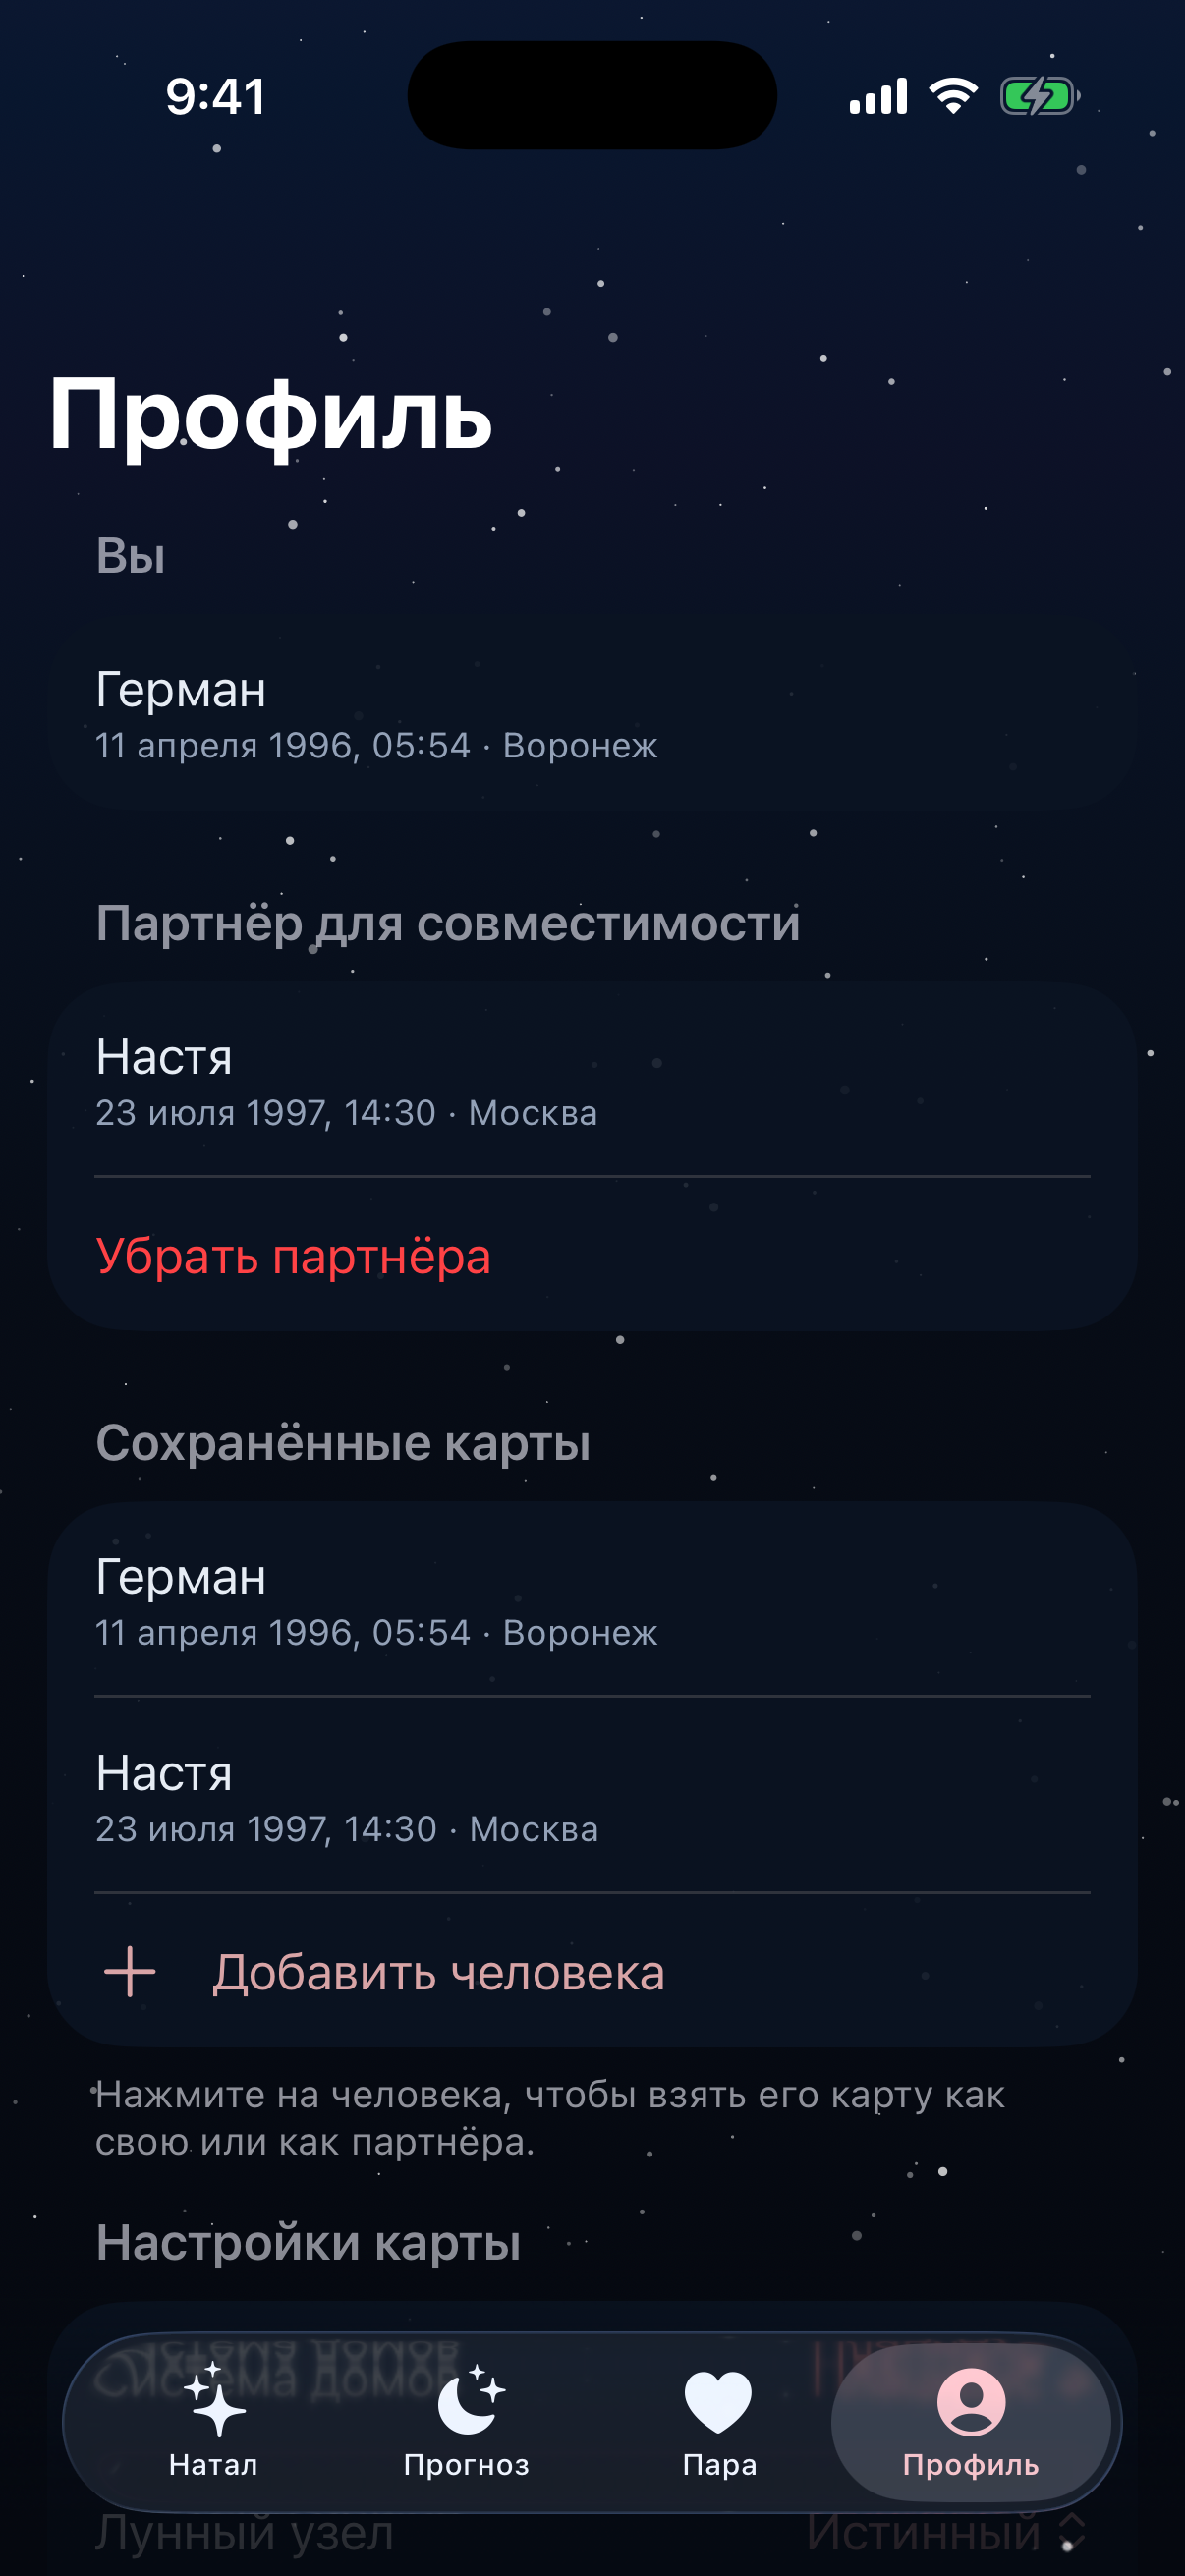 9:41
Профиль
Вы
Герман
11 апреля 1996, 05:54 · Воронеж
Партнёр для совместимости
Настя
23 июля 1997, 14:30 · Москва
Убрать партнёра
Сохранённые карты
Герман
11 апреля 1996, 05:54 · Воронеж
Настя
23 июля 1997, 14:30 · Москва
Добавить человека
Нажмите на человека, чтобы взять его карту как
свою или как партнёра.
Настройки карты
Система домов
Натал
Прогноз
Пара
Профиль
Лунный узел Истинный